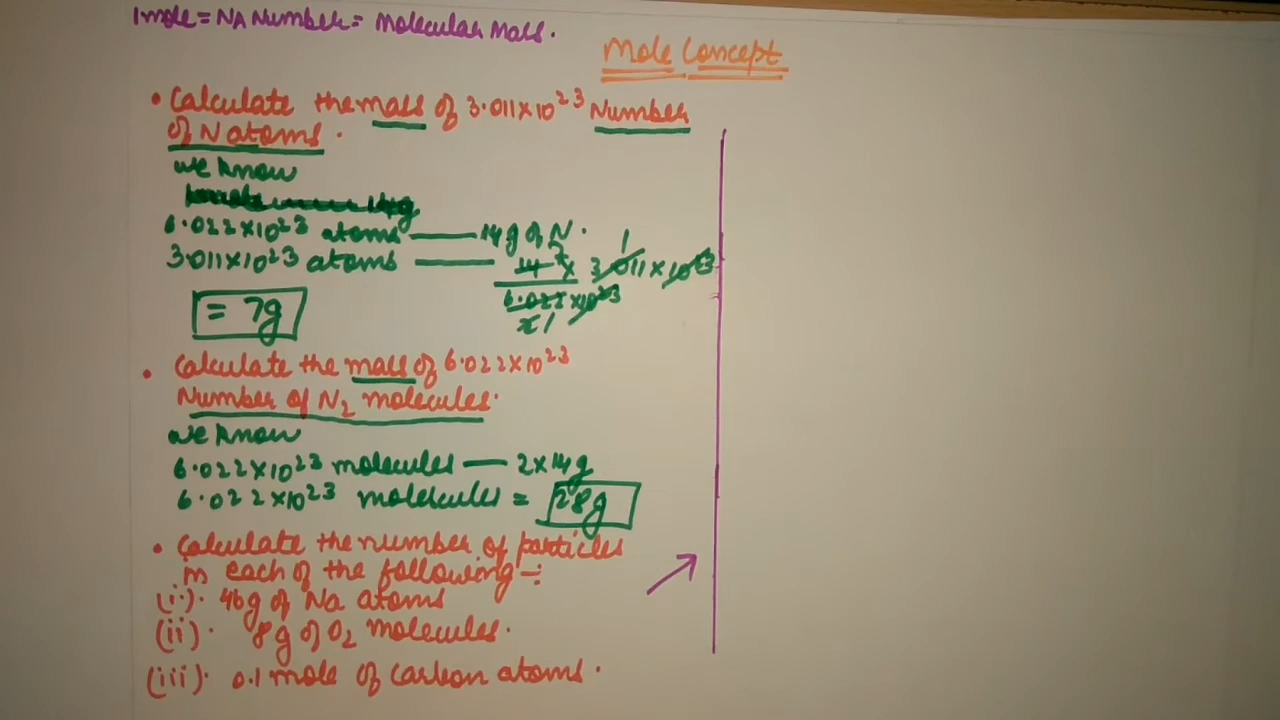 1mole = NA Number = Molecular Mass.
Mole Concept
• Calculate the mass of 3.011×10²³ Number
of N atoms.
we know
6.022×10²³ atoms —— 14g of N.
3.011×10²³ atoms —— 14 2 × 3.011 1 × 10²³
6.022×10²³
2 1
= 7g
• Calculate the mass of 6.022×10²³
Number of N₂ molecules.
we know
6.022×10²³ molecules — 2×14g
6.022×10²³ molecules = 28g
• Calculate the number of particles
in each of the following :-
(i). 46g of Na atoms
(ii). 8g of O₂ molecules.
(iii). 0.1 mole of carbon atoms.